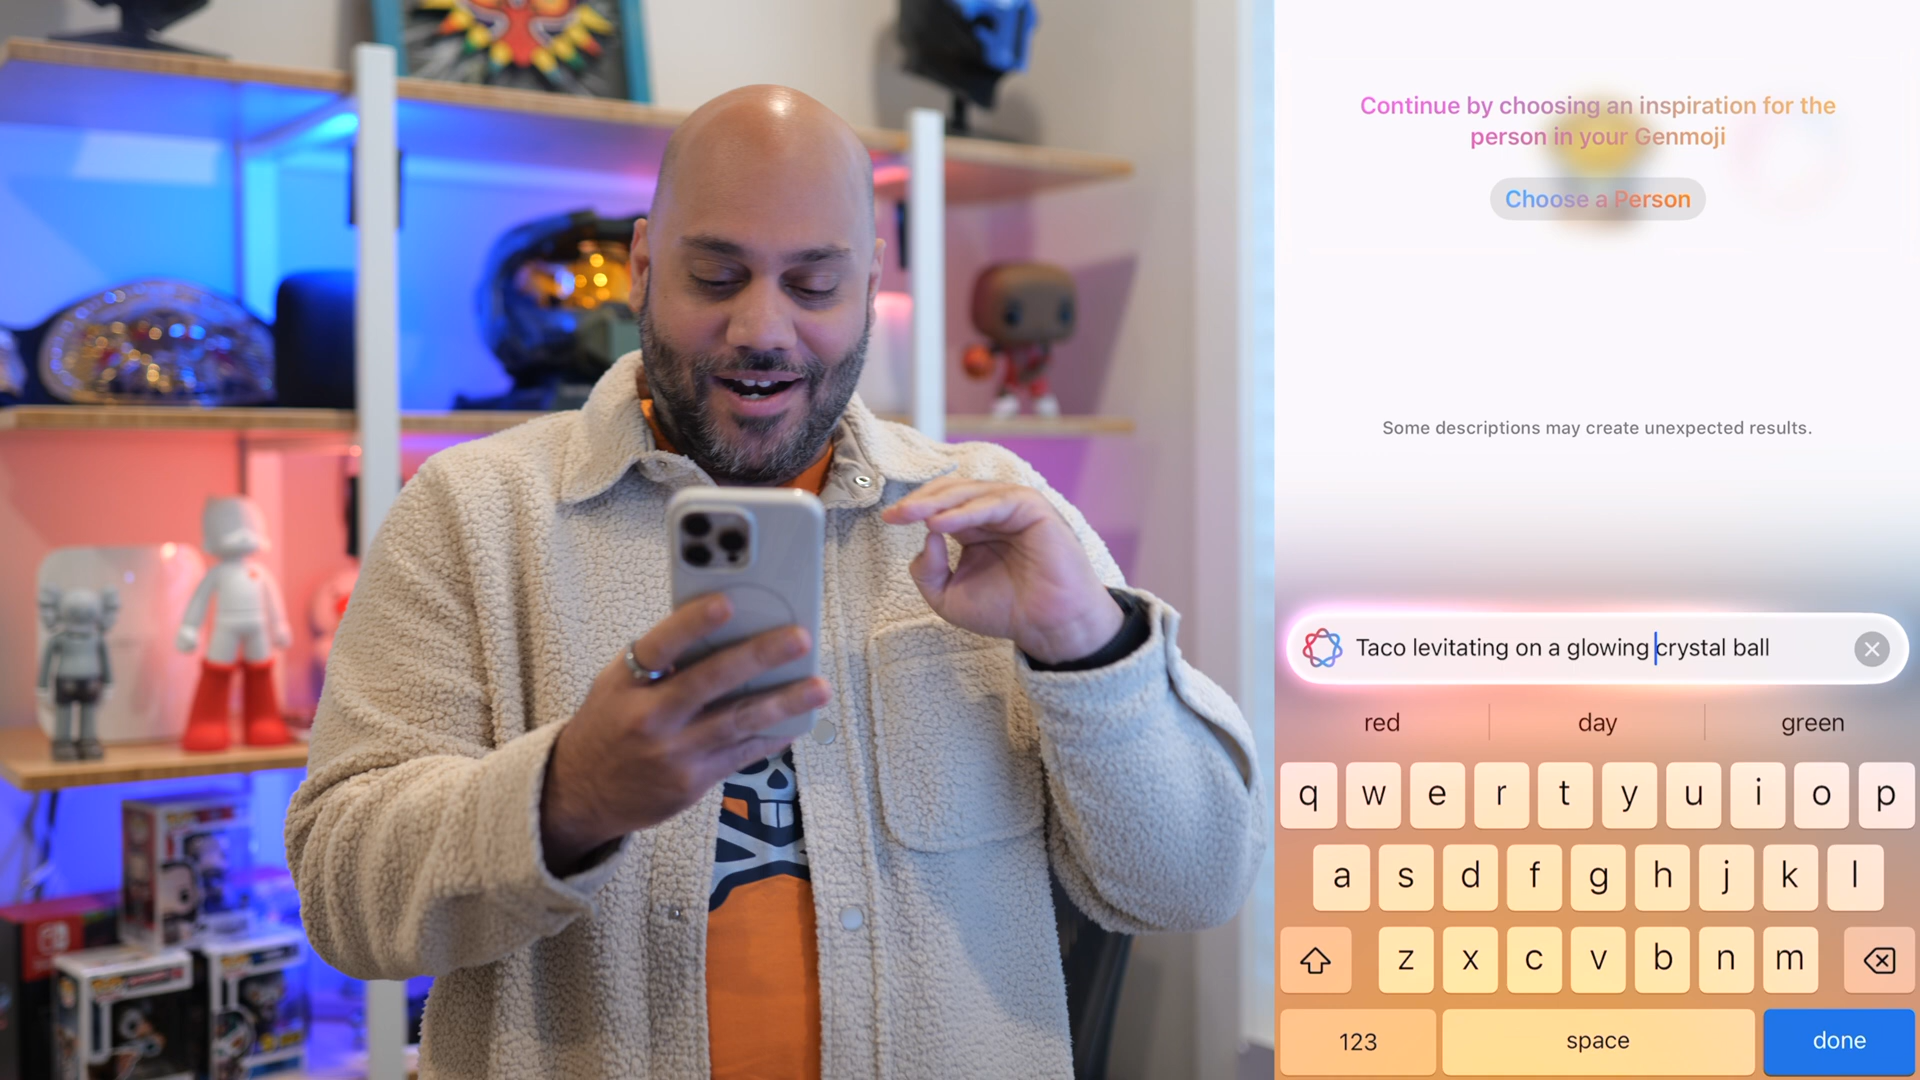 Continue by choosing an inspiration for the
person in your Genmoji
Choose a Person
Some descriptions may create unexpected results.
Taco levitating on a glowing crystal ball
red day green
q w e r t y u i o p
a s d f g h j k l
z x c v b n m
123 space done